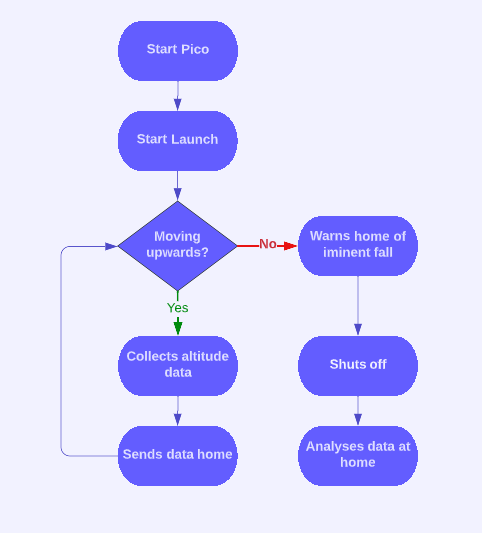 Start Pico
Start Launch
Moving
upwards?
No
Warns home of
iminent fall
Yes
Collects altitude
data
Shuts off
Sends data home
Analyses data at
home